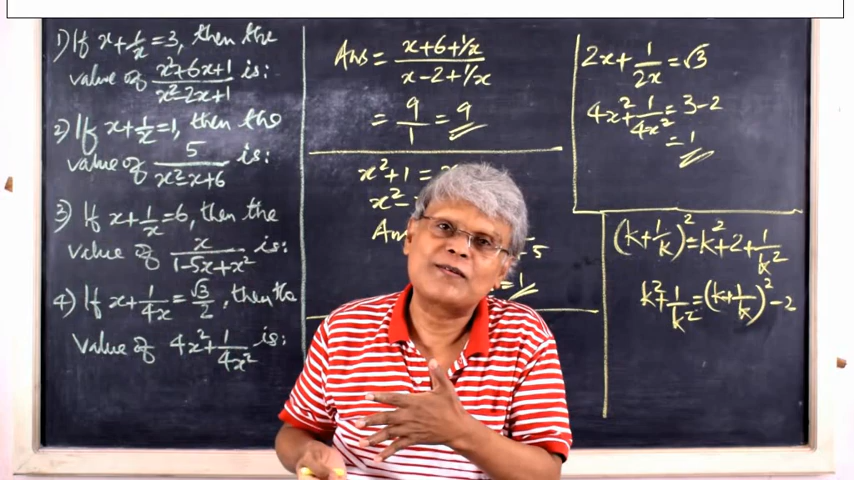 1) If x+1/x=3, then the
value of x²+6x+1/x²-2x+1 is:
2) If x+1/x=1, then the
value of 5/x²-x+6 is:
3) If x+1/x=6, then the
value of x/1-5x+x² is:
4) If x+1/4x=√3/2, then the
value of 4x²+1/4x² is:
Ans = x+6+1/x / x-2+1/x
= 9/1 = 9
x²+1 =
x²-
An
-5
=1
2x+1/2x=√3
4x²+1/4x²=3-2
=1
(k+1/k)²=k²+2+1/k²
k²+1/k²=(k+1/k)²-2